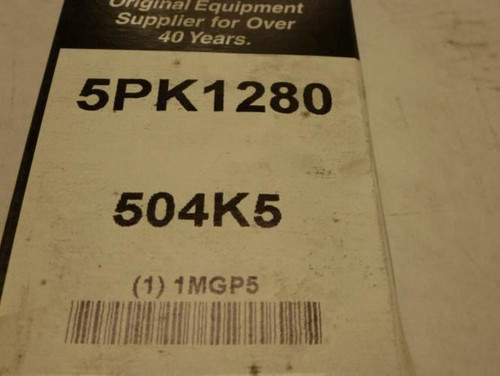 Original Equipment
Supplier for Over
40 Years.
5PK1280
504K5
(1) 1MGP5